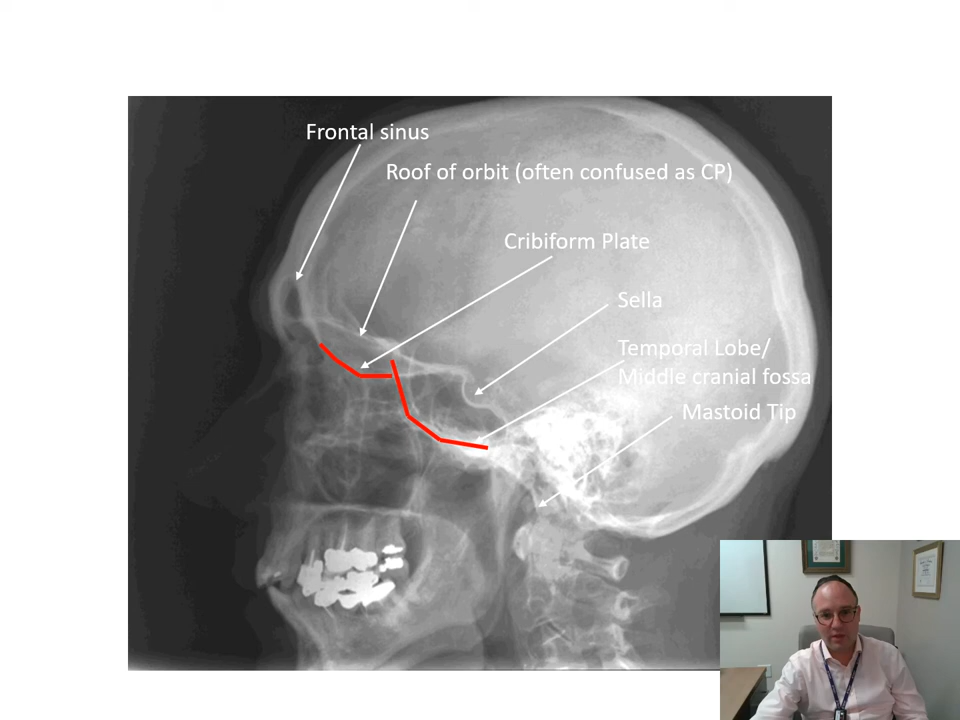 Frontal sinus
Roof of orbit (often confused as CP)
Cribiform Plate
Sella
Temporal Lobe/
Middle cranial fossa
Mastoid Tip